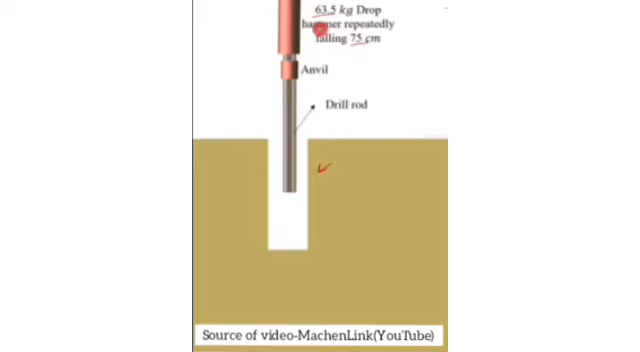 63.5 kg Drop
hammer repeatedly
falling 75 cm
Anvil
Drill rod
Source of video-MachenLink(YouTube)